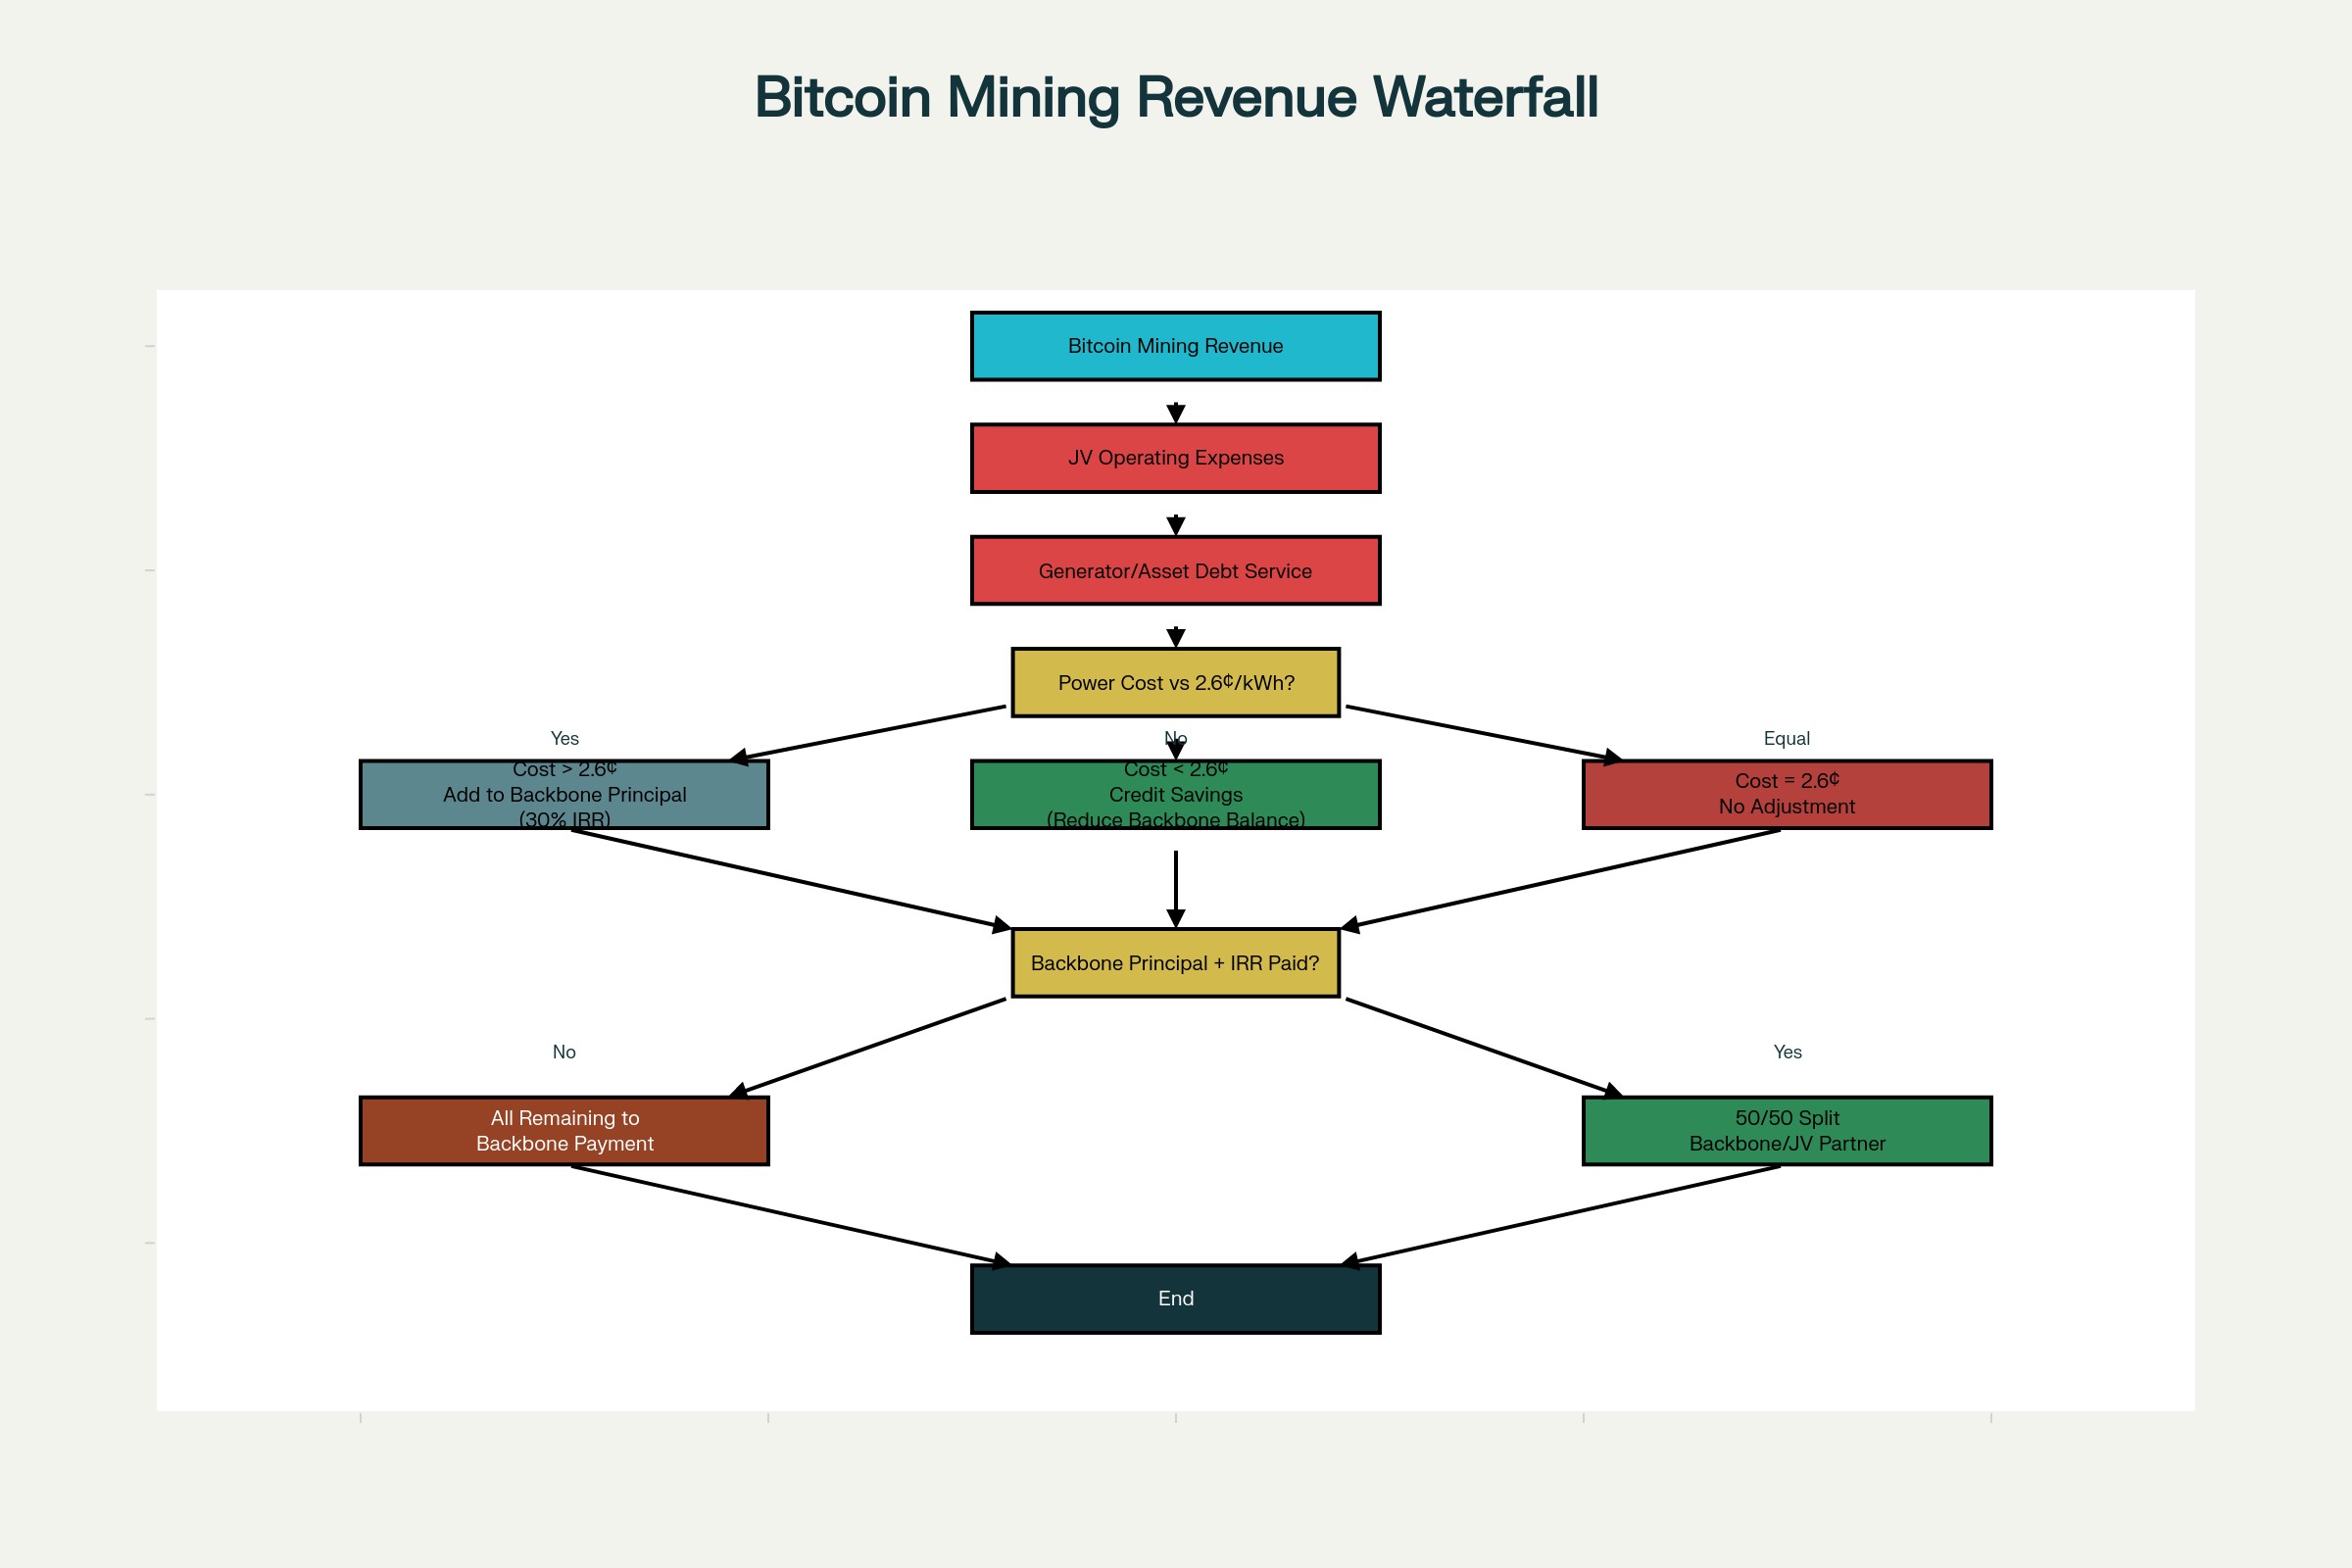 Bitcoin Mining Revenue Waterfall
Bitcoin Mining Revenue
JV Operating Expenses
Generator/Asset Debt Service
Power Cost vs 2.6¢/kWh?
Yes
No
Equal
Cost > 2.6¢
Add to Backbone Principal
(30% IRR)
Cost < 2.6¢
Credit Savings
(Reduce Backbone Balance)
Cost = 2.6¢
No Adjustment
Backbone Principal + IRR Paid?
No
Yes
All Remaining to
Backbone Payment
50/50 Split
Backbone/JV Partner
End